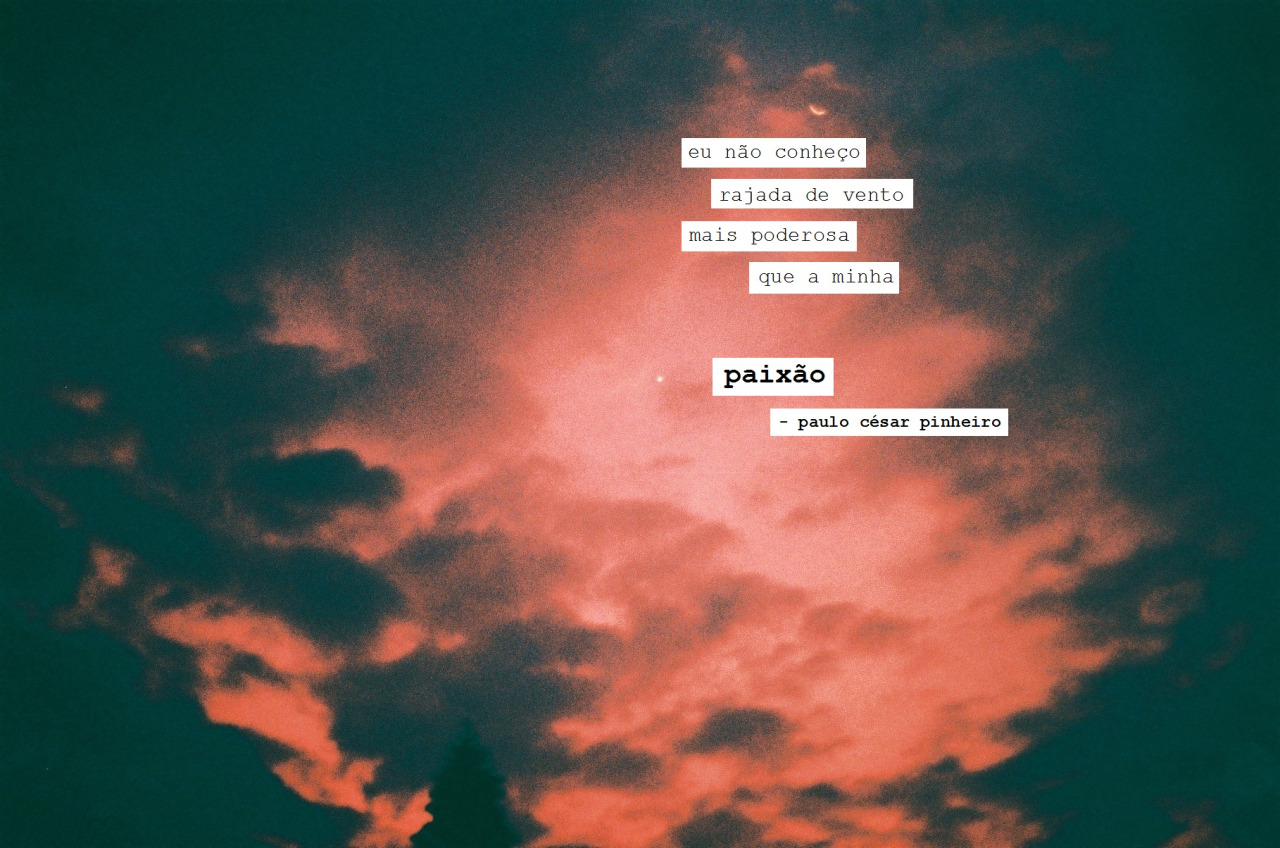 eu não conheço
rajada de vento
mais poderosa
que a minha
paixão
- paulo césar pinheiro